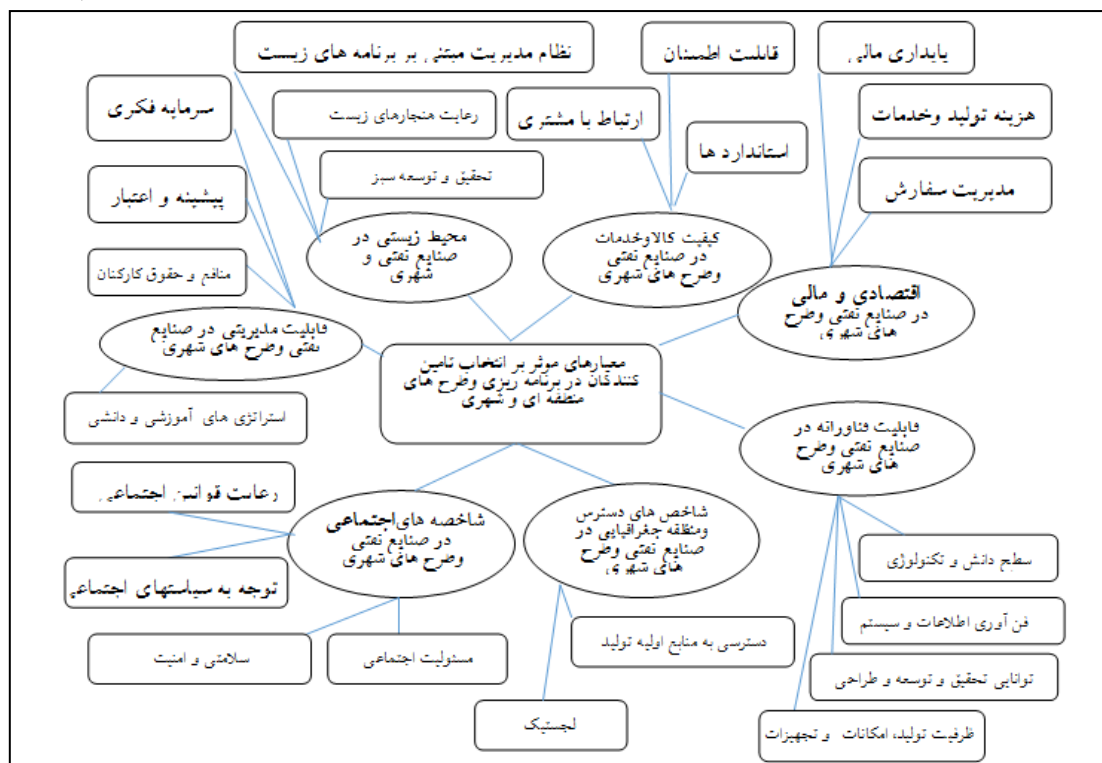 نظام مدیریت مبتنی بر برنامه های زیست
قابلیت اطمینان
پایداری مالی
سرمایه فکری
رعایت هنجارهای زیست
ارتباط با مشتری
هزینه تولید وخدمات
استاندارد ها
تحقیق و توسعه سبز
مدیریت سفارش
پیشینه و اعتبار
محیط زیستی در
صنایع نفتی و
شهری
کیفیت کالاوخدمات
در صنایع نفتی
وطرح های شهری
منافع و حقوق کارکنان
اقتصادی و مالی
در صنایع نفتی وطرح
های شهری
قابلیت مدیریتی در صنایع
نفتی وطرح های شهری
معیارهای موثر بر انتخاب تامین
کنندگان در برنامه ریزی وطرح های
منطقه ای و شهری
استراتژی های آموزشی و دانشی
قابلیت فناورانه در
صنایع نفتی وطرح
های شهری
رعایت قوانین اجتماعی
شاخصه های اجتماعی
در صنایع نفتی
وطرح های شهری
شاخص های دسترس
ومنطقه جغرافیایی در
صنایع نفتی وطرح
های شهری
توجه به سیاستهای اجتماعی
سطح دانش و تکنولوژی
فن آوری اطلاعات و سیستم
دسترسی به منابع اولیه تولید
مسئولیت اجتماعی
سلامتی و امنیت
توانایی تحقیق و توسعه و طراحی
لجستیک
ظرفیت تولید، امکانات و تجهیزات